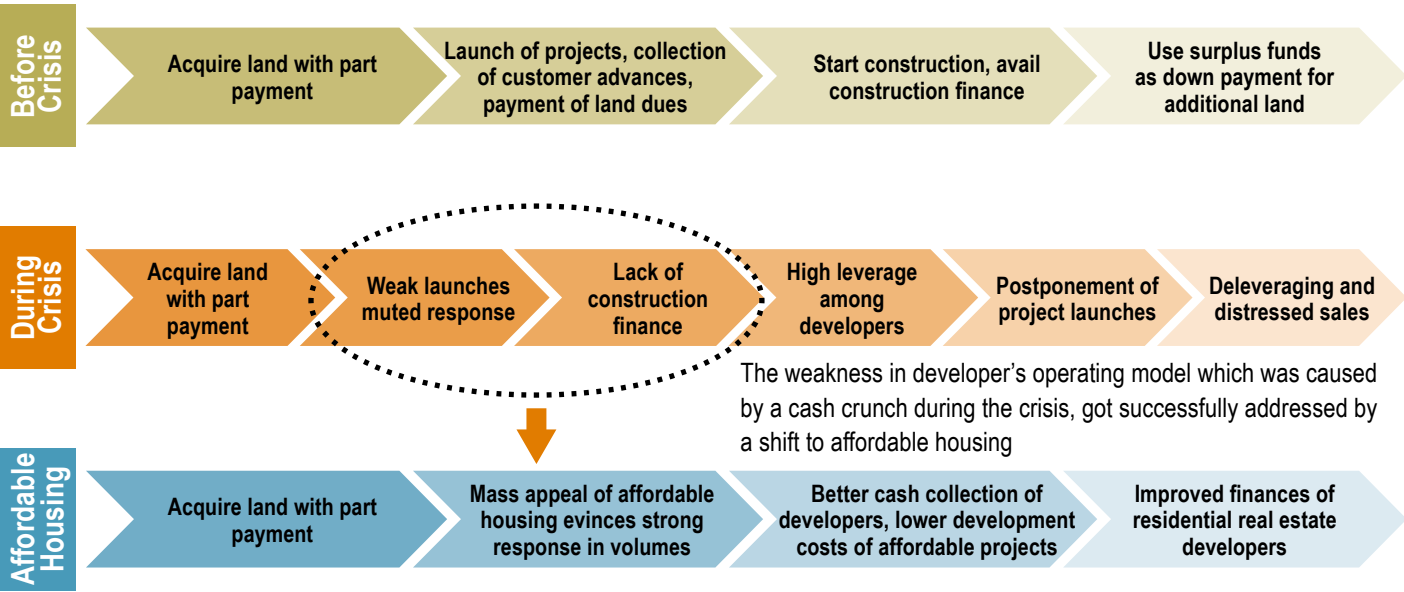 Before
Crisis
Acquire land with part
payment
Launch of projects, collection
of customer advances,
payment of land dues
Start construction, avail
construction finance
Use surplus funds
as down payment for
additional land
During
Crisis
Acquire land
with part
payment
Weak launches
muted response
Lack of
construction
finance
High leverage
among
developers
Postponement of
project launches
Deleveraging and
distressed sales
The weakness in developer’s operating model which was caused
by a cash crunch during the crisis, got successfully addressed by
a shift to affordable housing
Affordable
Housing
Acquire land with part
payment
Mass appeal of affordable
housing evinces strong
response in volumes
Better cash collection of
developers, lower development
costs of affordable projects
Improved finances of
residential real estate
developers